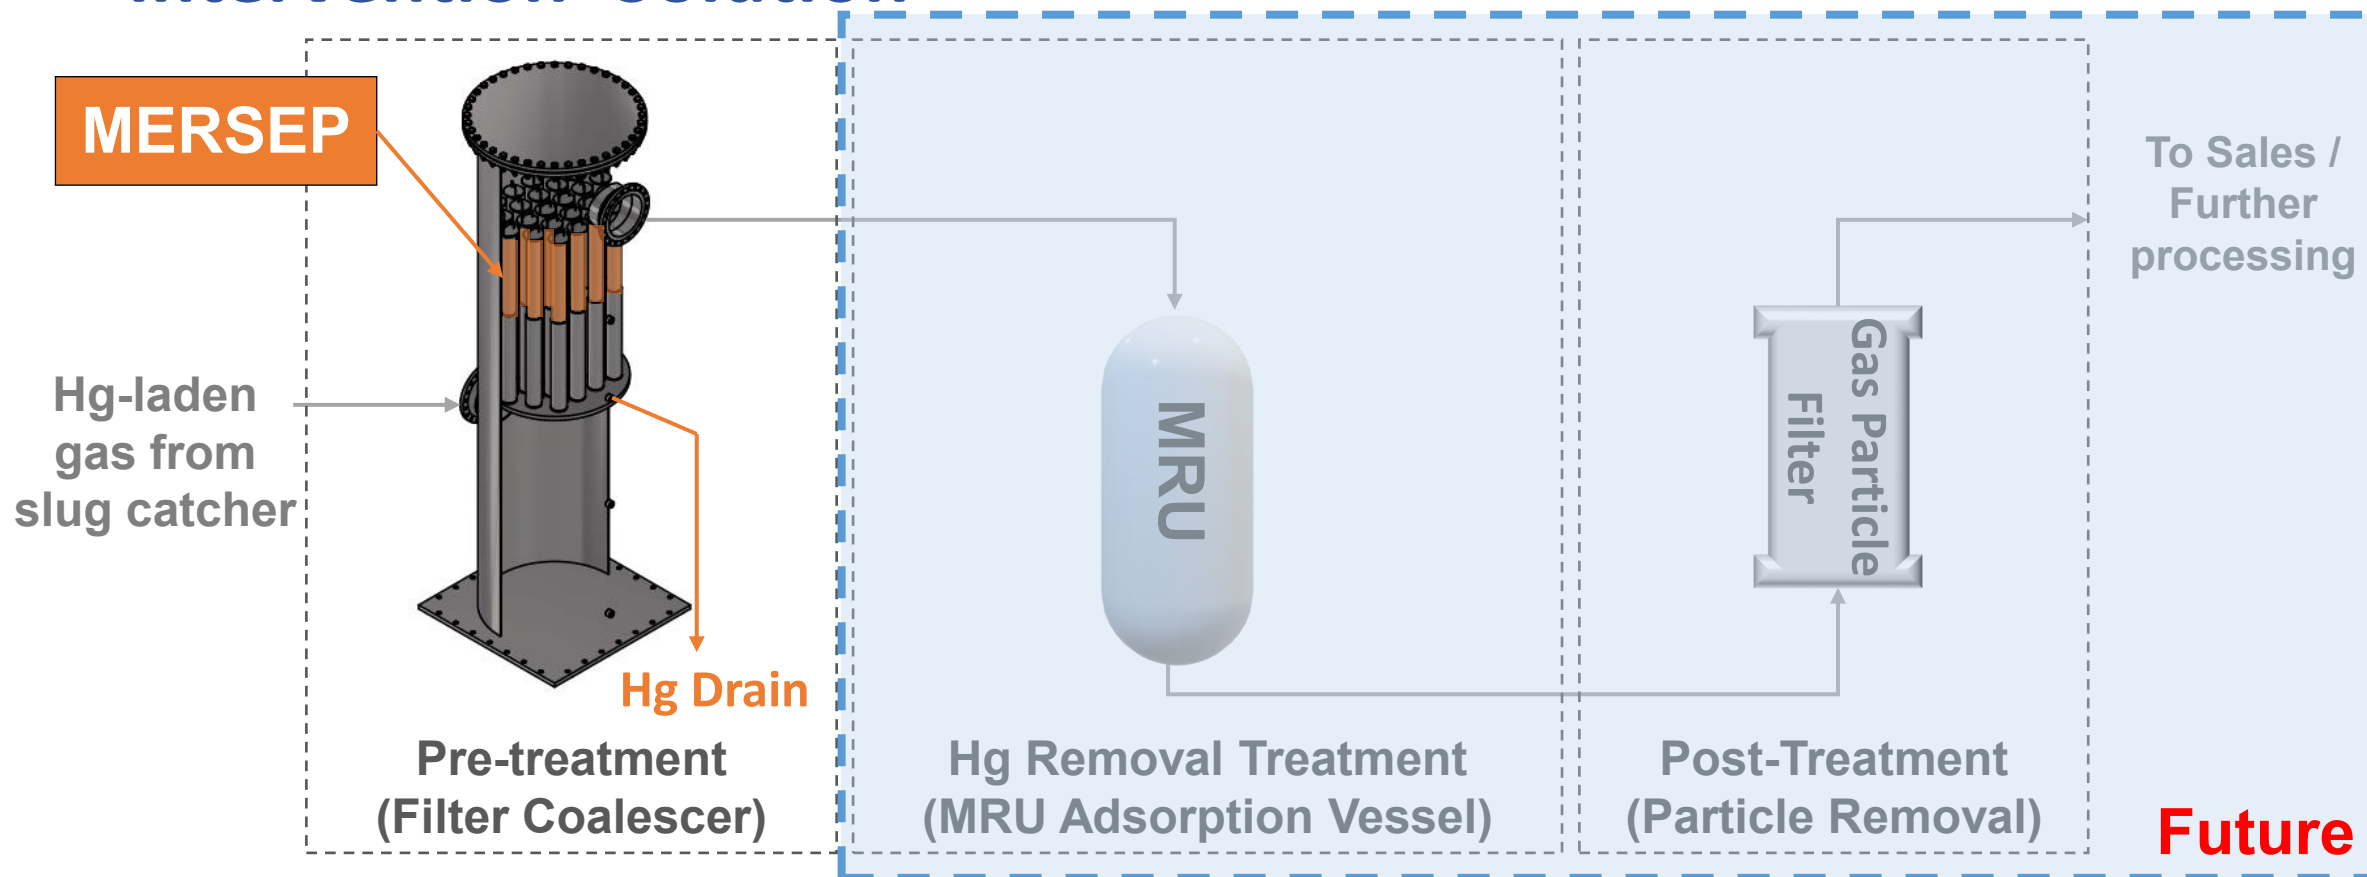 MERSEP
Hg-laden
gas from
slug catcher
Hg Drain
Pre-treatment
(Filter Coalescer)
MRU
Hg Removal Treatment
(MRU Adsorption Vessel)
Gas Particle
Filter
Post-Treatment
(Particle Removal)
To Sales /
Further
processing
Future